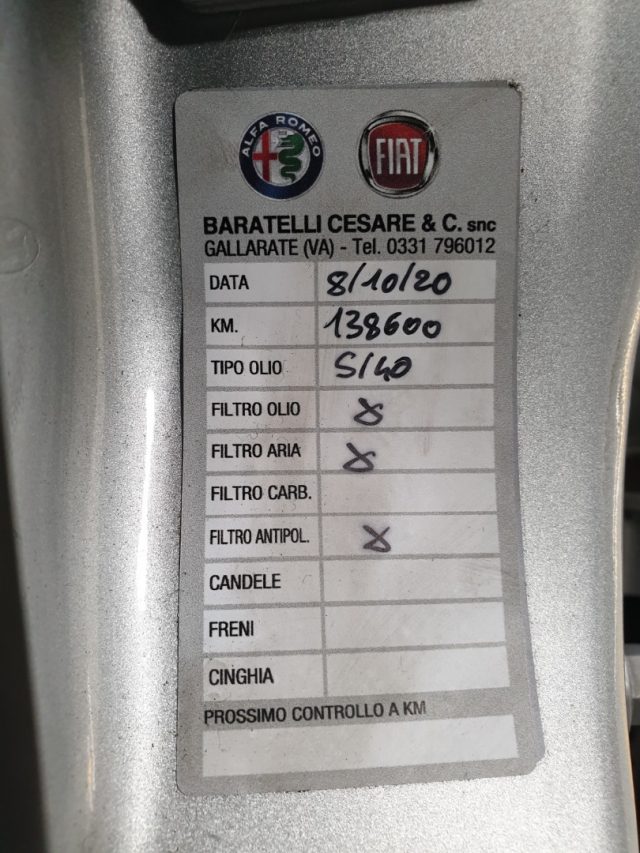 ALFA ROMEO
FIAT
BARATELLI CESARE & C. snc
GALLARATE (VA) - Tel. 0331 796012
DATA 8/10/20
KM. 138600
TIPO OLIO 5/40
FILTRO OLIO X
FILTRO ARIA X
FILTRO CARB.
FILTRO ANTIPOL. X
CANDELE
FRENI
CINGHIA
PROSSIMO CONTROLLO A KM